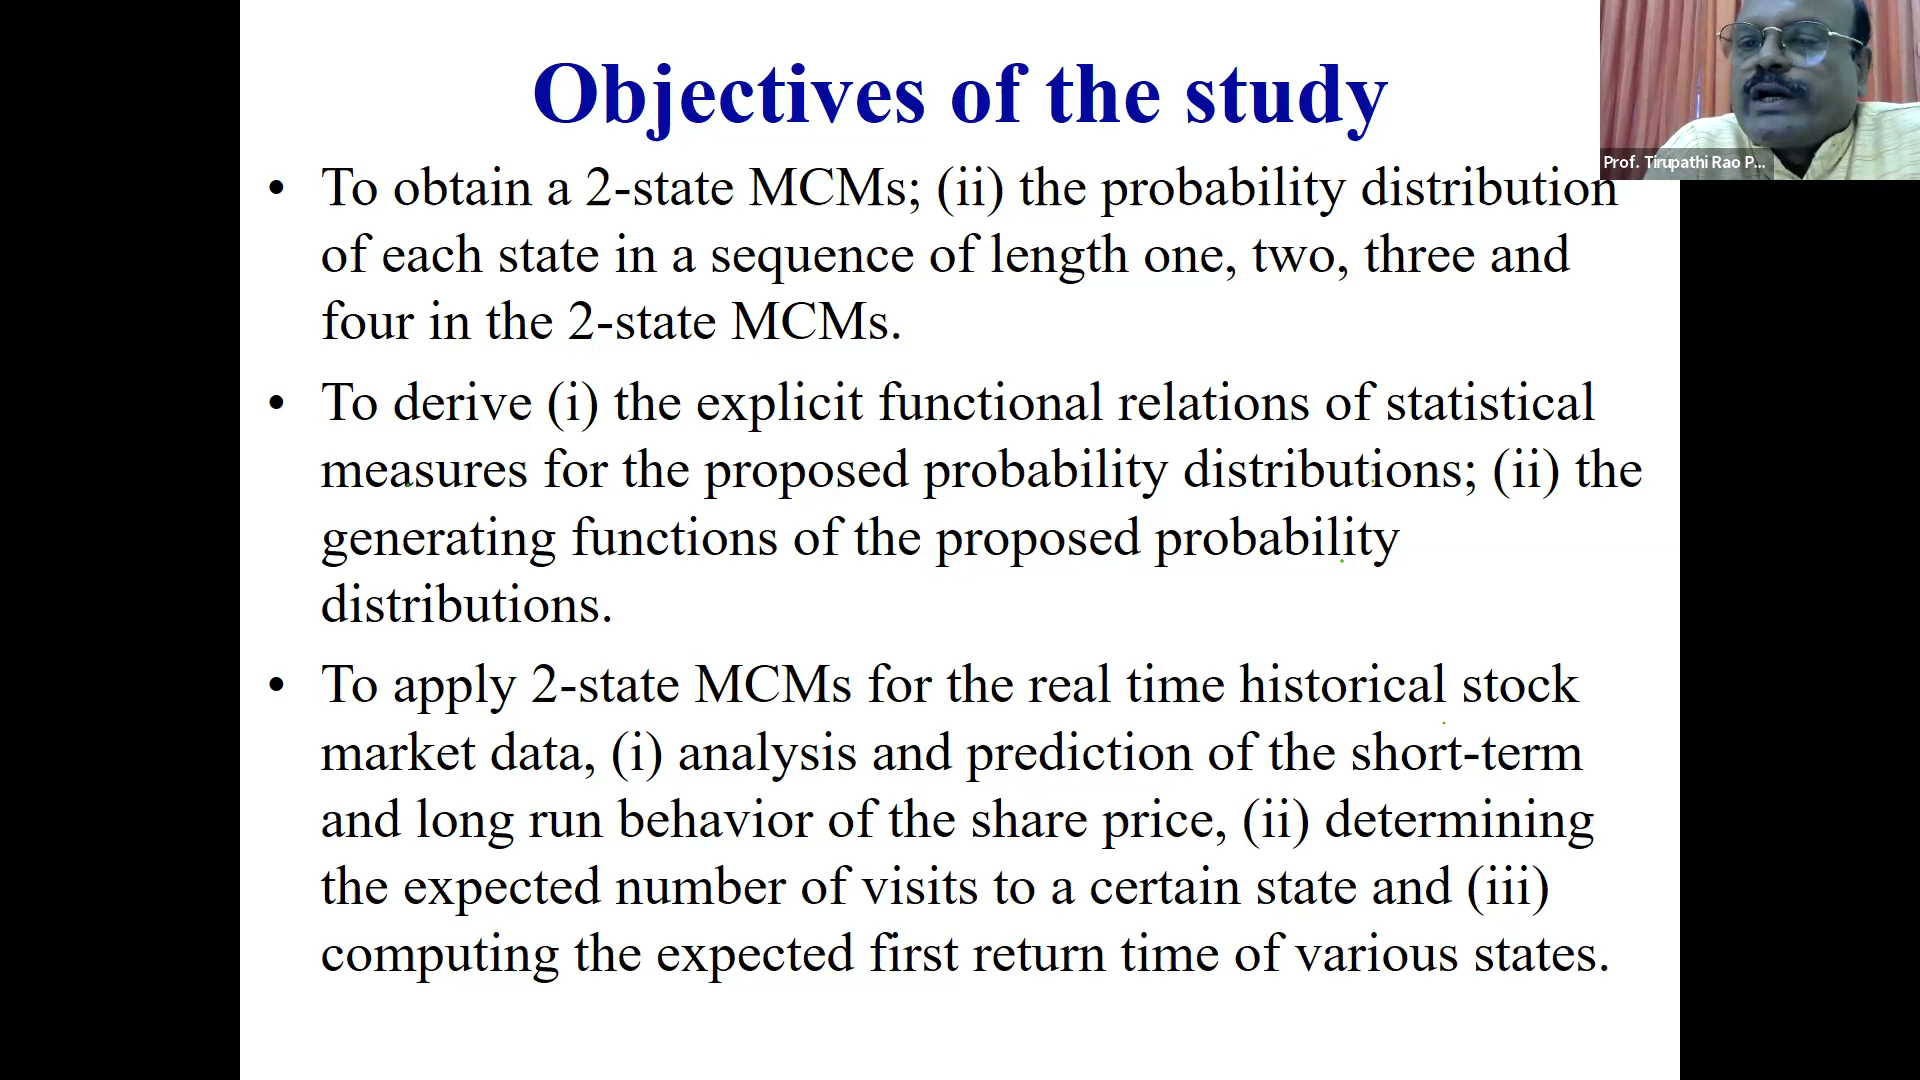 Objectives of the study
• To obtain a 2-state MCMs; (ii) the probability distribution
of each state in a sequence of length one, two, three and
four in the 2-state MCMs.
• To derive (i) the explicit functional relations of statistical
measures for the proposed probability distributions; (ii) the
generating functions of the proposed probability
distributions.
• To apply 2-state MCMs for the real time historical stock
market data, (i) analysis and prediction of the short-term
and long run behavior of the share price, (ii) determining
the expected number of visits to a certain state and (iii)
computing the expected first return time of various states.
Prof. Tirupathi Rao P...